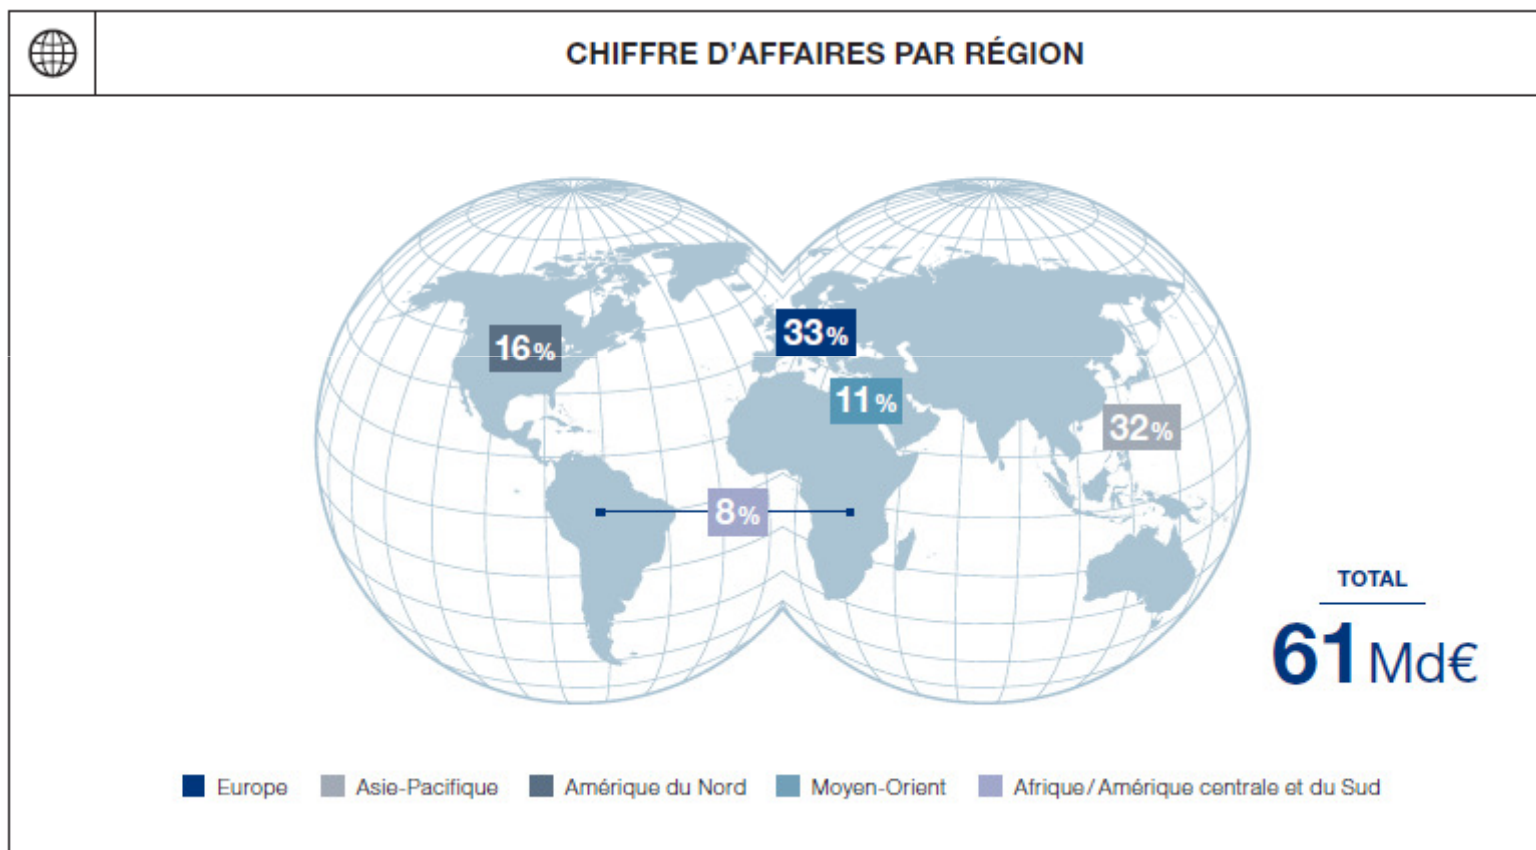 CHIFFRE D’AFFAIRES PAR RÉGION
33%
16%
11%
32%
8%
TOTAL
61 Md€
Europe
Asie-Pacifique
Amérique du Nord
Moyen-Orient
Afrique/Amérique centrale et du Sud